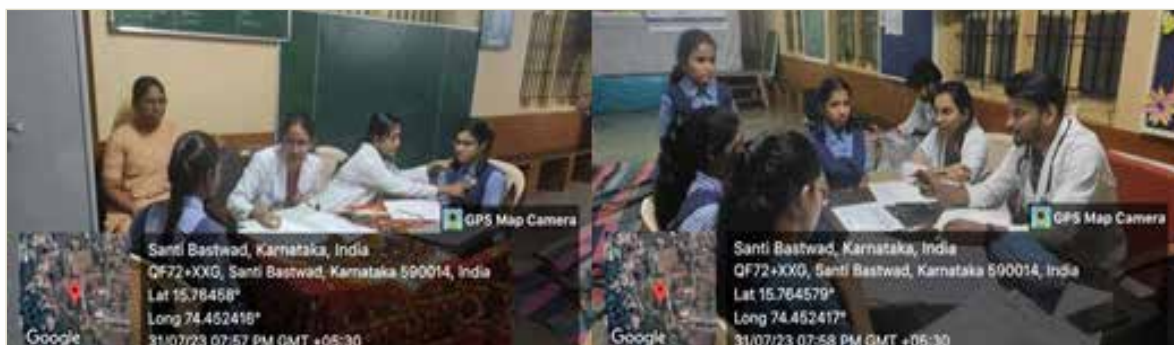 GPS Map Camera
Santi Bastwad, Karnataka, India
QF72+XXG, Santi Bastwad, Karnataka 590014, India
Lat 15.76458°
Long 74.452416°
31/07/23 07:57 PM GMT +05:30
Google
GPS Map Camera
Santi Bastwad, Karnataka, India
QF72+XXG, Santi Bastwad, Karnataka 590014, India
Lat 15.764579°
Long 74.452417°
31/07/23 07:58 PM GMT +05:30
Google